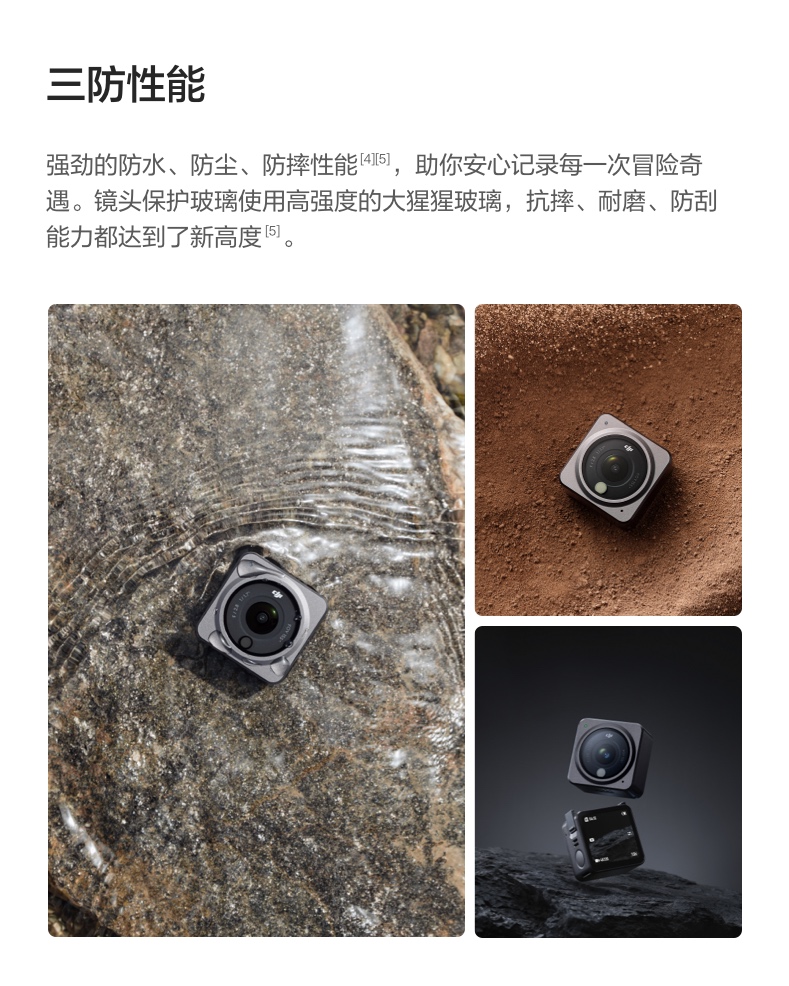 三防性能
强劲的防水、防尘、防摔性能[4][5]，助你安心记录每一次冒险奇
遇。镜头保护玻璃使用高强度的大猩猩玻璃，抗摔、耐磨、防刮
能力都达到了新高度[5]。